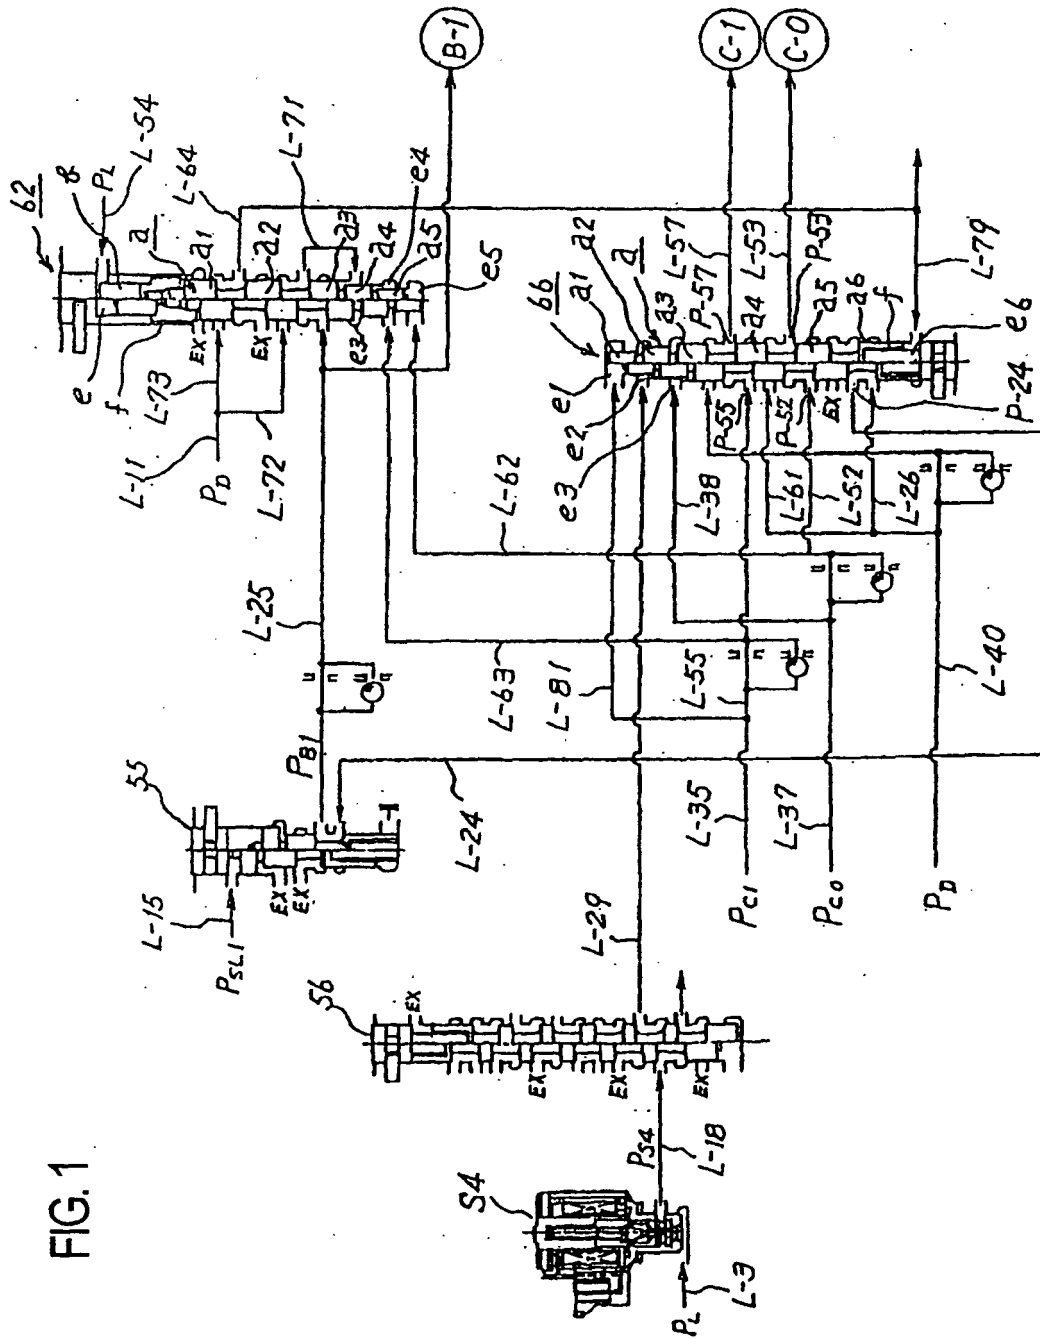 FIG. 1
62
b
PL
L-54
a
L-64
a1
a2
L-71
a3
a4
e4
a5
e5
e
f
EX
L-73
EX
L-11
PD
L-72
e3
B-1
L-62
L-25
L-63
PB1
55
C
L-15
PSL1
EX
EX
L-24
66
a2
a1
a
a3
P-57
L-57
C-1
a4
L-53
P-53
C-0
a5
a6
f
L-79
e6
e1
e2
e3
P-55
P-52
EX
P-24
L-38
L-61
L-52
L-26
L-81
L-55
L-40
L-35
PC1
L-37
PC0
PD
L-29
56
EX
EX
EX
EX
S4
PS4
L-18
PL
L-3